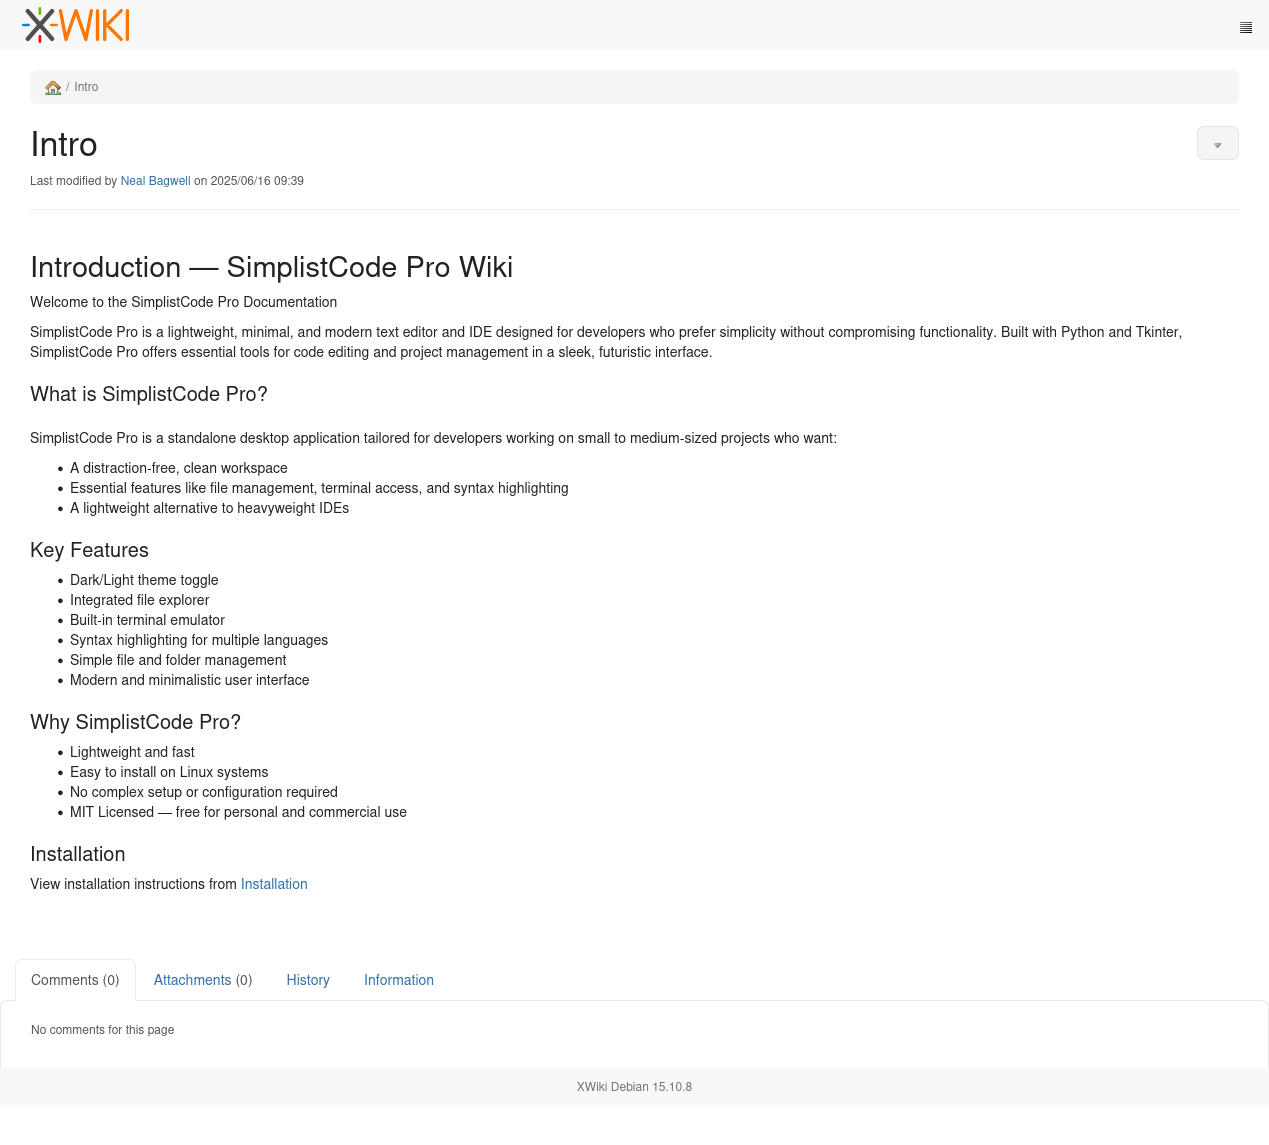 XWIKI
/ Intro
Intro
Last modified by Neal Bagwell on 2025/06/16 09:39
Introduction — SimplistCode Pro Wiki
Welcome to the SimplistCode Pro Documentation
SimplistCode Pro is a lightweight, minimal, and modern text editor and IDE designed for developers who prefer simplicity without compromising functionality. Built with Python and Tkinter,
SimplistCode Pro offers essential tools for code editing and project management in a sleek, futuristic interface.
What is SimplistCode Pro?
SimplistCode Pro is a standalone desktop application tailored for developers working on small to medium-sized projects who want:
• A distraction-free, clean workspace
• Essential features like file management, terminal access, and syntax highlighting
• A lightweight alternative to heavyweight IDEs
Key Features
• Dark/Light theme toggle
• Integrated file explorer
• Built-in terminal emulator
• Syntax highlighting for multiple languages
• Simple file and folder management
• Modern and minimalistic user interface
Why SimplistCode Pro?
• Lightweight and fast
• Easy to install on Linux systems
• No complex setup or configuration required
• MIT Licensed — free for personal and commercial use
Installation
View installation instructions from Installation
Comments (0) Attachments (0) History Information
No comments for this page
XWiki Debian 15.10.8